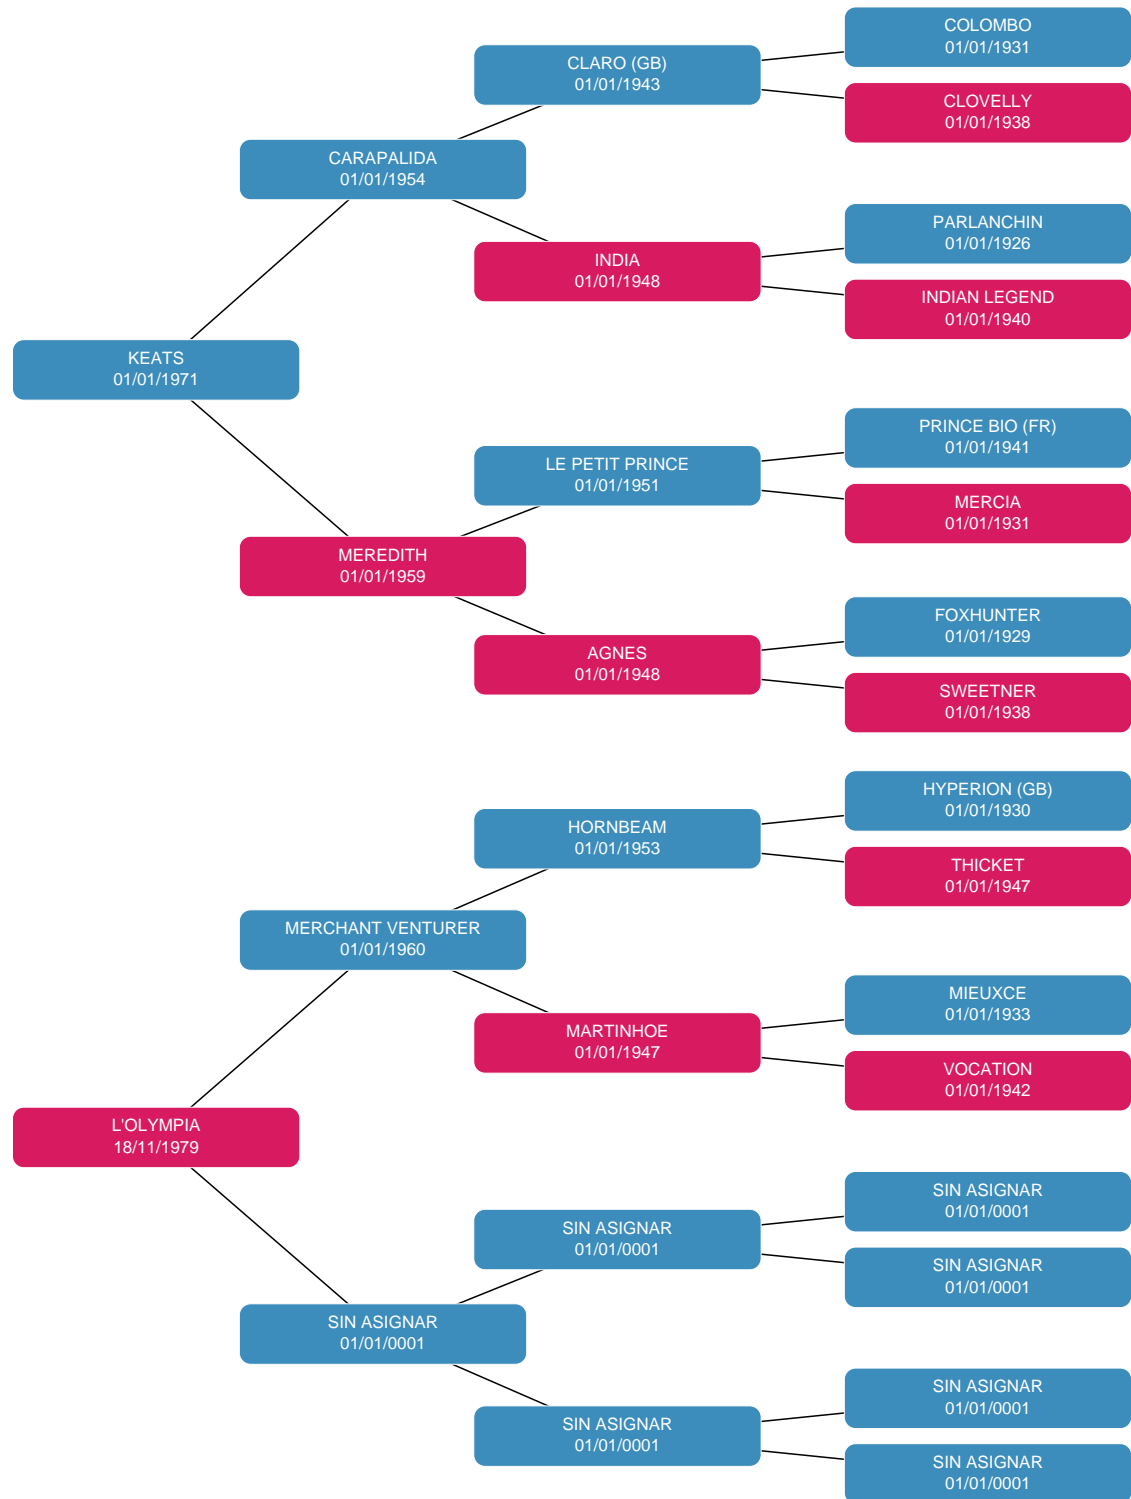 COLOMBO
01/01/1931
CLARO (GB)
01/01/1943
CLOVELLY
01/01/1938
CARAPALIDA
01/01/1954
PARLANCHIN
01/01/1926
INDIA
01/01/1948
INDIAN LEGEND
01/01/1940
KEATS
01/01/1971
PRINCE BIO (FR)
01/01/1941
LE PETIT PRINCE
01/01/1951
MERCIA
01/01/1931
MEREDITH
01/01/1959
FOXHUNTER
01/01/1929
AGNES
01/01/1948
SWEETNER
01/01/1938
HYPERION (GB)
01/01/1930
HORNBEAM
01/01/1953
THICKET
01/01/1947
MERCHANT VENTURER
01/01/1960
MIEUXCE
01/01/1933
MARTINHOE
01/01/1947
VOCATION
01/01/1942
L'OLYMPIA
18/11/1979
SIN ASIGNAR
01/01/0001
SIN ASIGNAR
01/01/0001
SIN ASIGNAR
01/01/0001
SIN ASIGNAR
01/01/0001
SIN ASIGNAR
01/01/0001
SIN ASIGNAR
01/01/0001
SIN ASIGNAR
01/01/0001